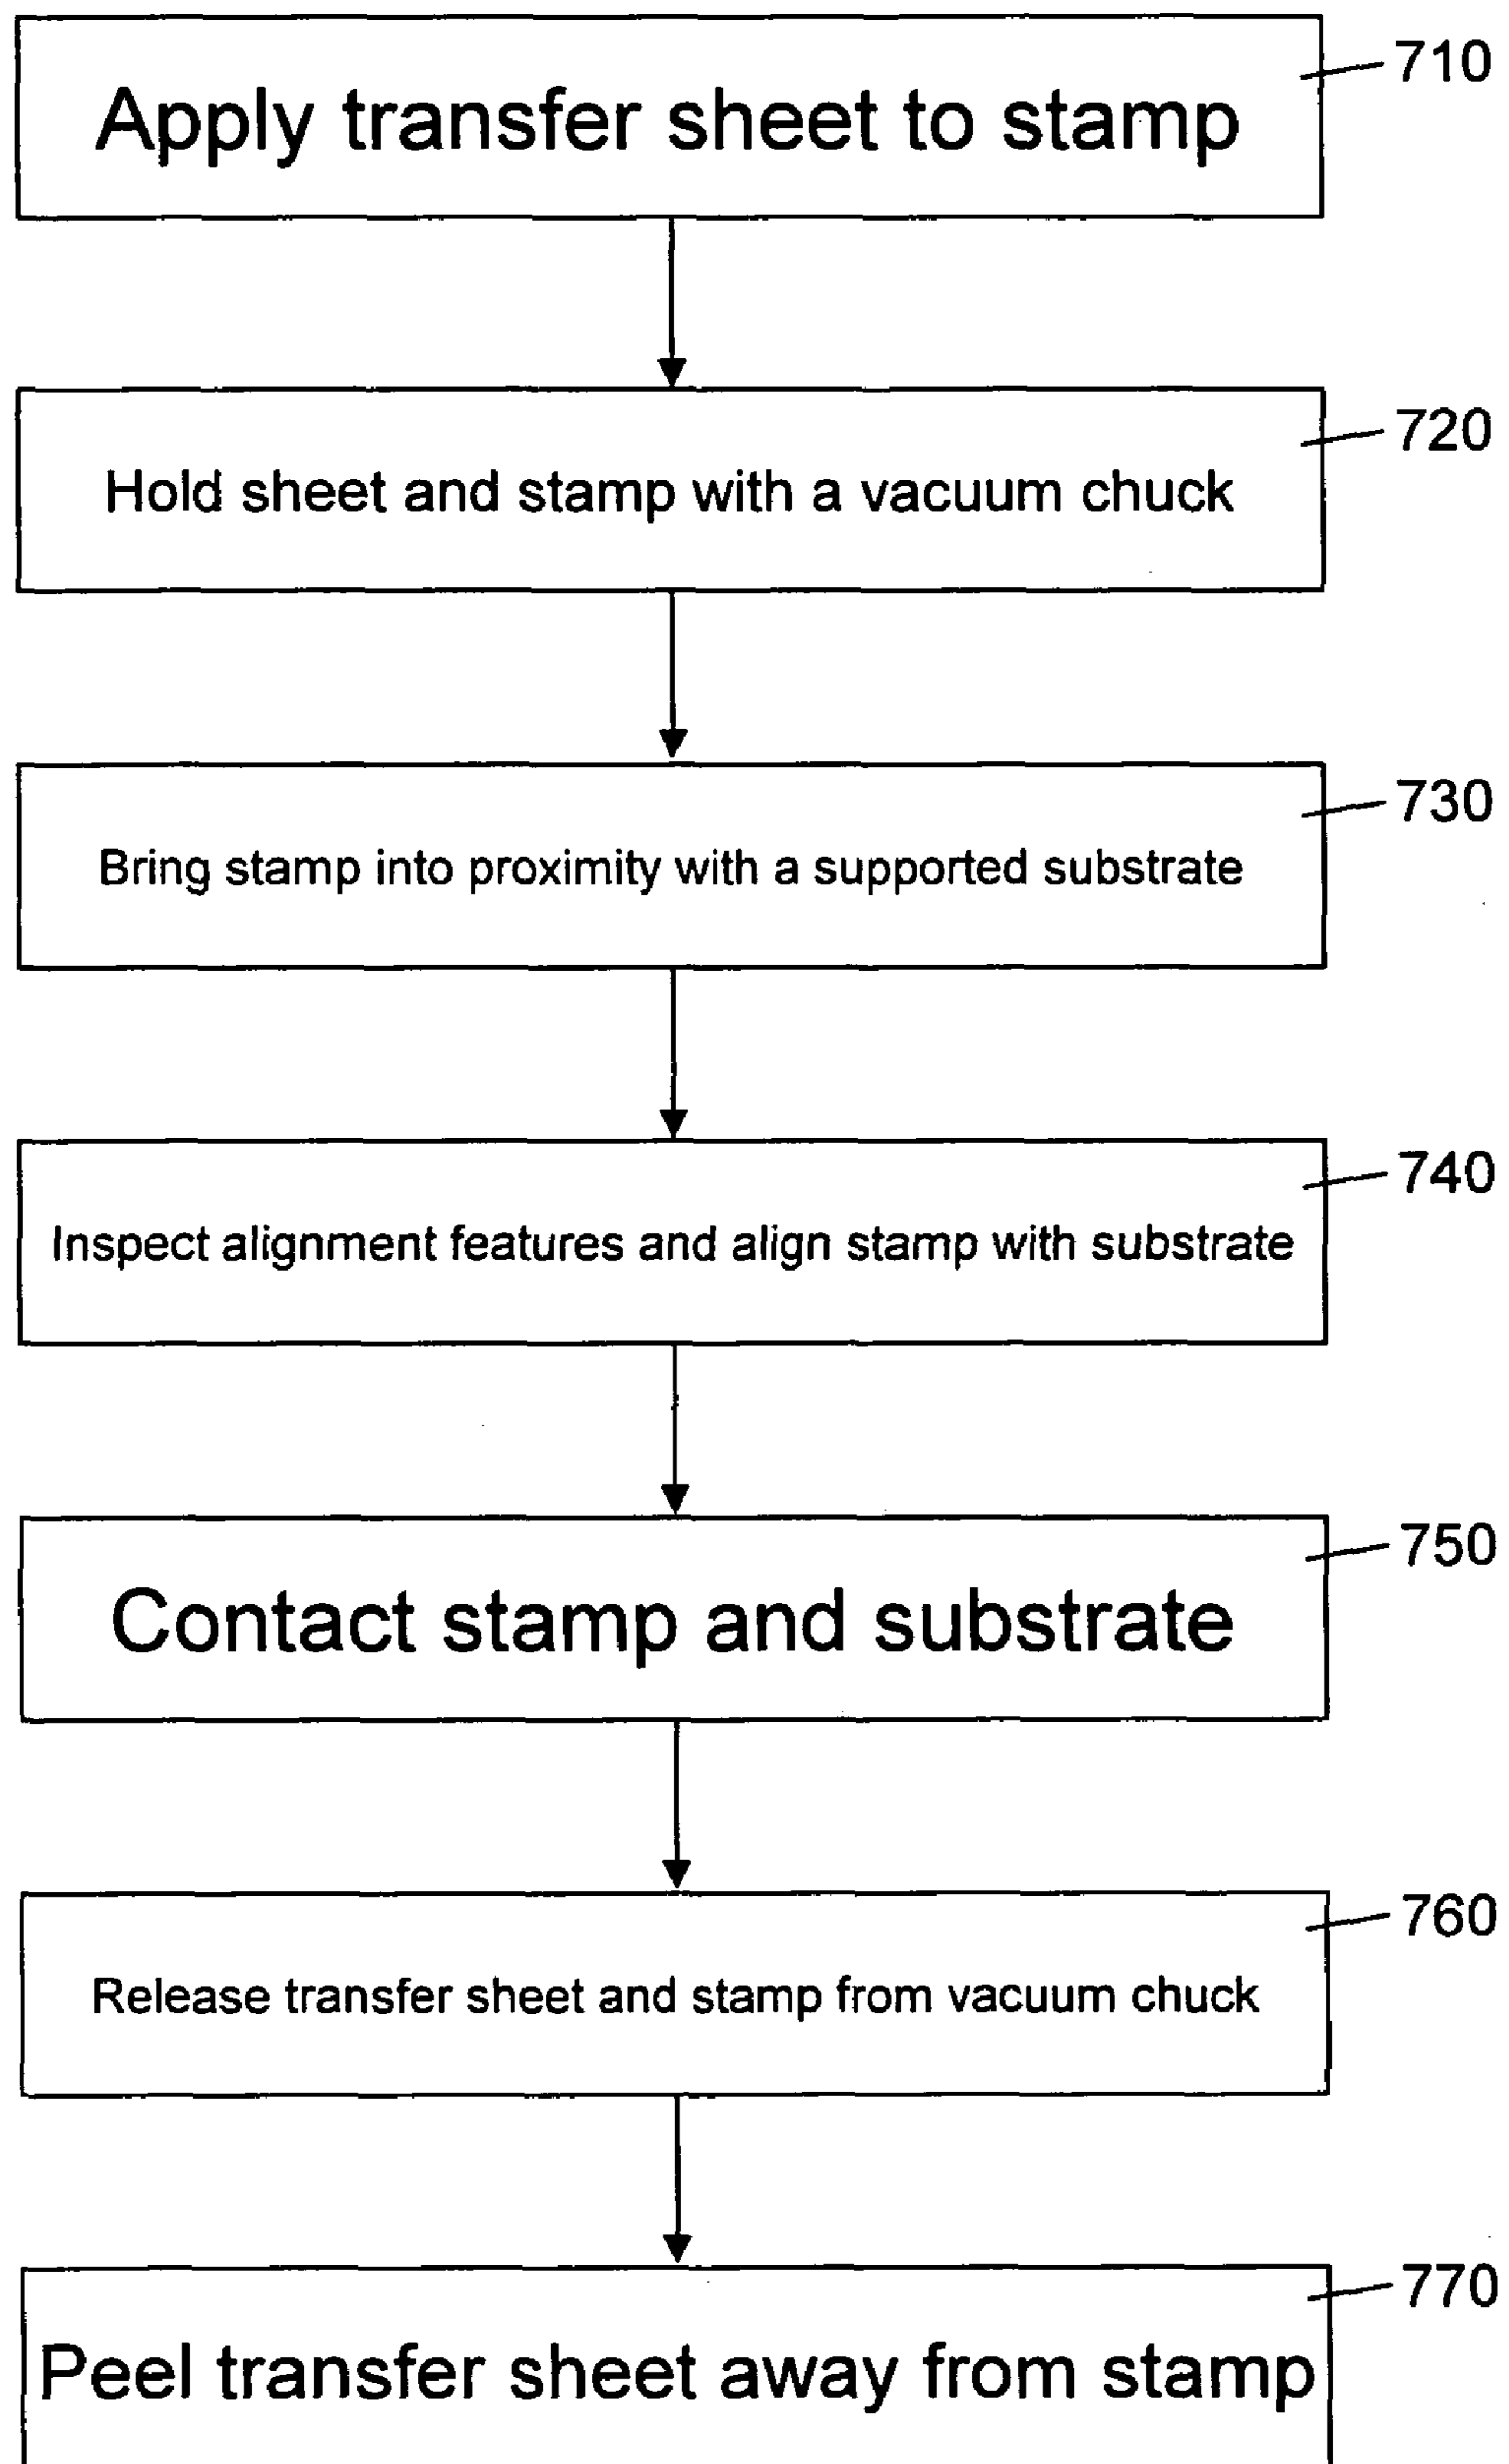 Apply transfer sheet to stamp
710
Hold sheet and stamp with a vacuum chuck
720
Bring stamp into proximity with a supported substrate
730
Inspect alignment features and align stamp with substrate
740
Contact stamp and substrate
750
Release transfer sheet and stamp from vacuum chuck
760
Peel transfer sheet away from stamp
770